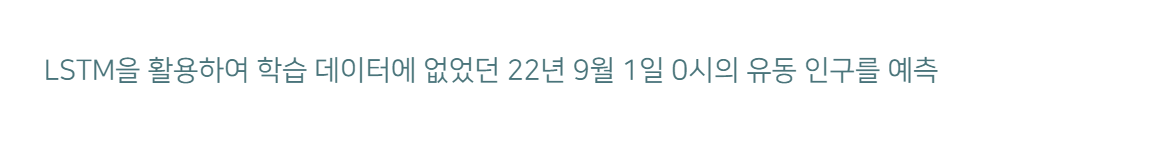 LSTM을 활용하여 학습 데이터에 없었던 22년 9월 1일 0시의 유동 인구를 예측